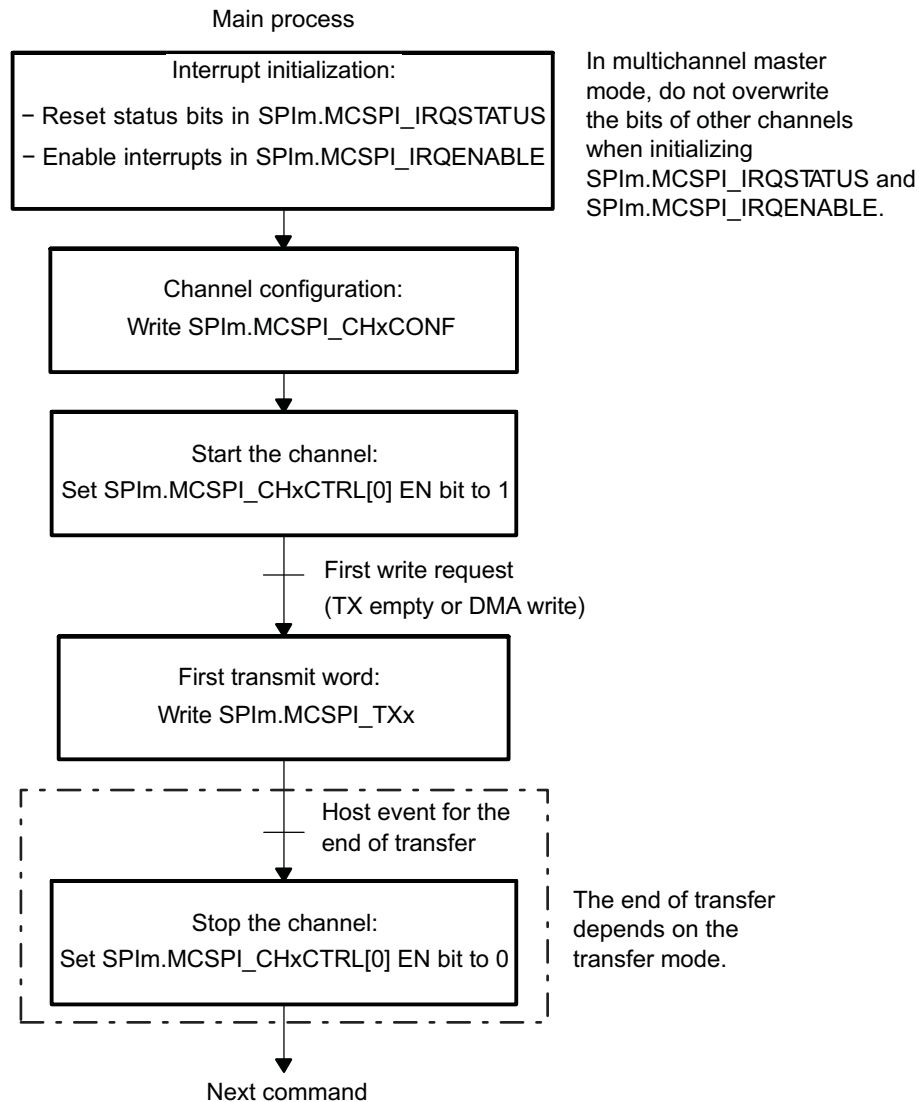 Main process
Interrupt initialization:
– Reset status bits in SPIm.MCSPI_IRQSTATUS
– Enable interrupts in SPIm.MCSPI_IRQENABLE
In multichannel master
mode, do not overwrite
the bits of other channels
when initializing
SPIm.MCSPI_IRQSTATUS and
SPIm.MCSPI_IRQENABLE.
Channel configuration:
Write SPIm.MCSPI_CHxCONF
Start the channel:
Set SPIm.MCSPI_CHxCTRL[0] EN bit to 1
First write request
(TX empty or DMA write)
First transmit word:
Write SPIm.MCSPI_TXx
Host event for the
end of transfer
Stop the channel:
Set SPIm.MCSPI_CHxCTRL[0] EN bit to 0
The end of transfer
depends on the
transfer mode.
Next command